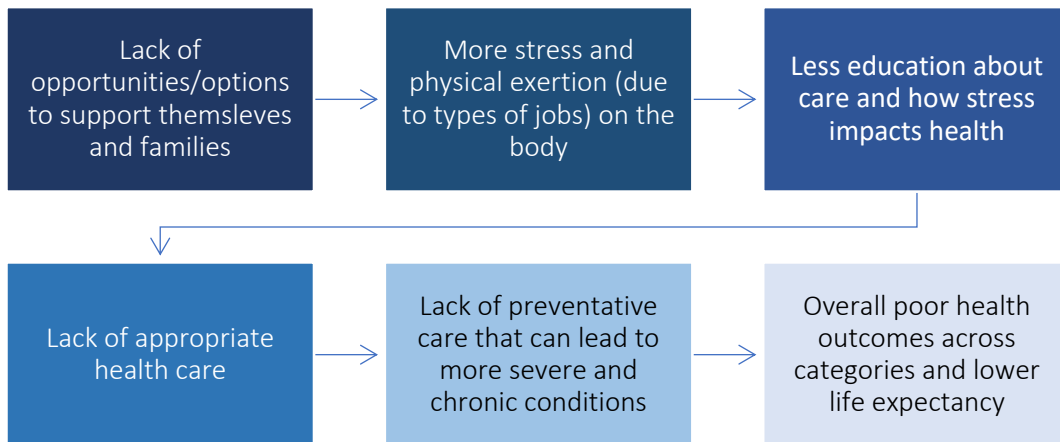 Lack of
opportunities/options
to support themsleves
and families
More stress and
physical exertion (due
to types of jobs) on the
body
Less education about
care and how stress
impacts health
Lack of appropriate
health care
Lack of preventative
care that can lead to
more severe and
chronic conditions
Overall poor health
outcomes across
categories and lower
life expectancy